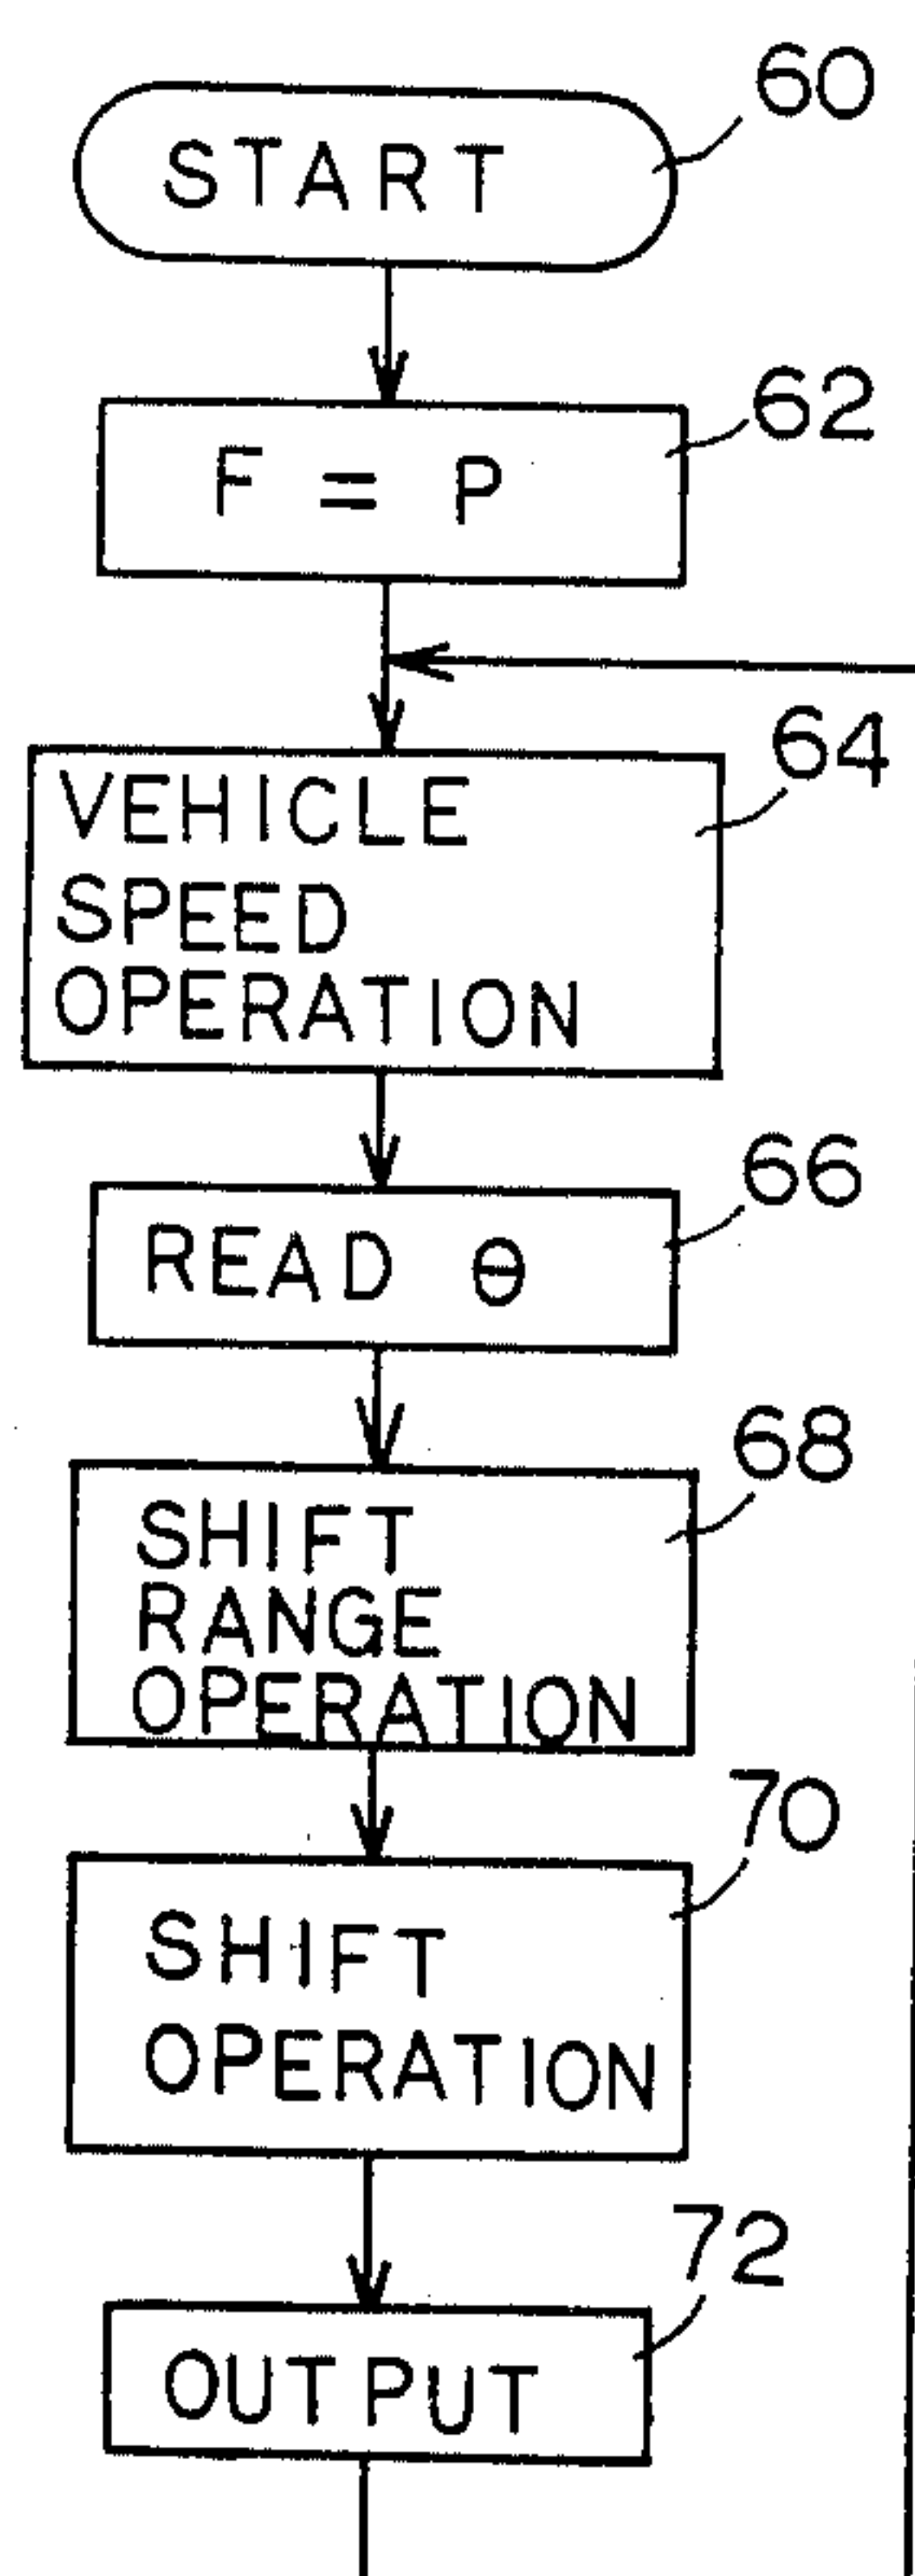 60
START
62
F = P
64
VEHICLE
SPEED
OPERATION
66
READ θ
68
SHIFT
RANGE
OPERATION
70
SHIFT
OPERATION
72
OUTPUT